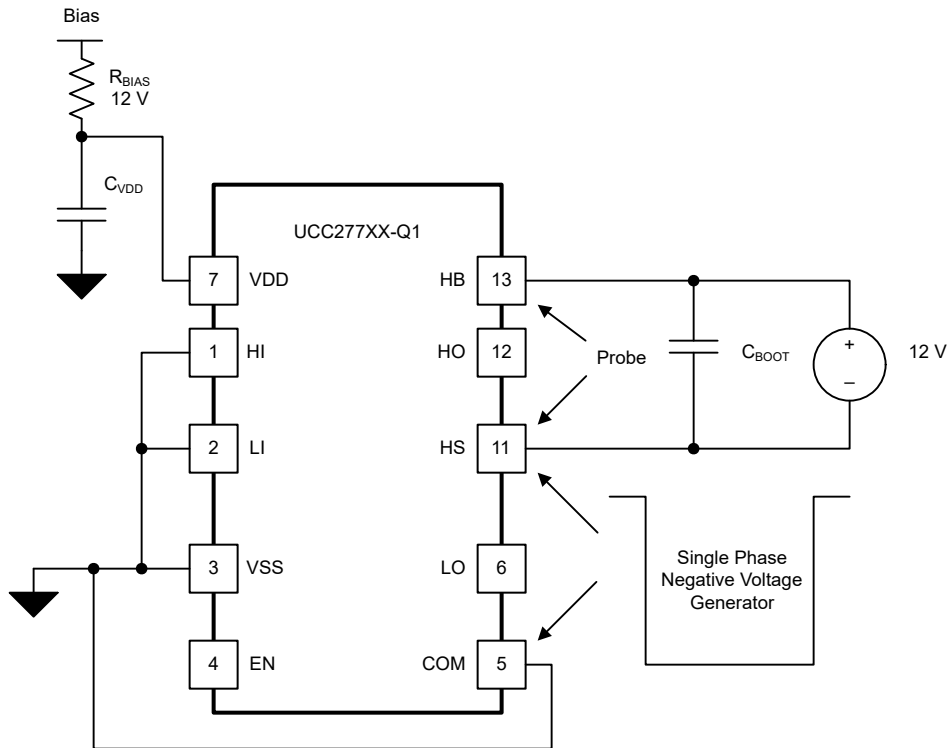 Bias
RBIAS
12 V
CVDD
UCC277XX-Q1
7 VDD HB 13
1 HI HO 12
Probe
CBOOT
+
–
12 V
2 LI HS 11
3 VSS LO 6
Single Phase
Negative Voltage
Generator
4 EN COM 5